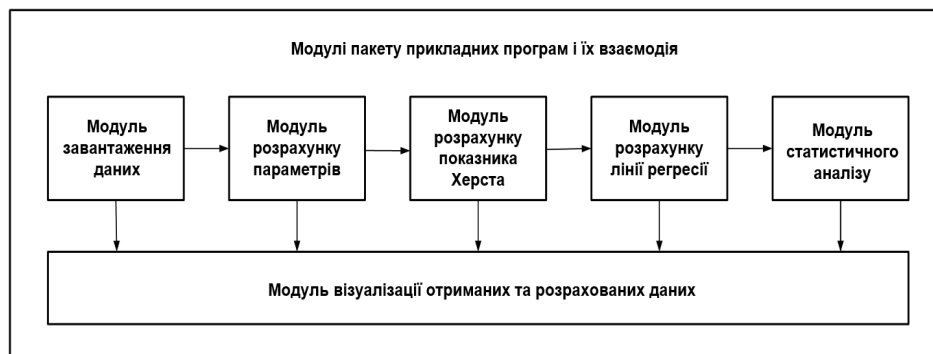 Модулі пакету прикладних програм і їх взаємодія
Модуль
завантаження
даних
Модуль
розрахунку
параметрів
Модуль
розрахунку
показника
Херста
Модуль
розрахунку
лінії регресії
Модуль
статистичного
аналізу
Модуль візуалізації отриманих та розрахованих даних